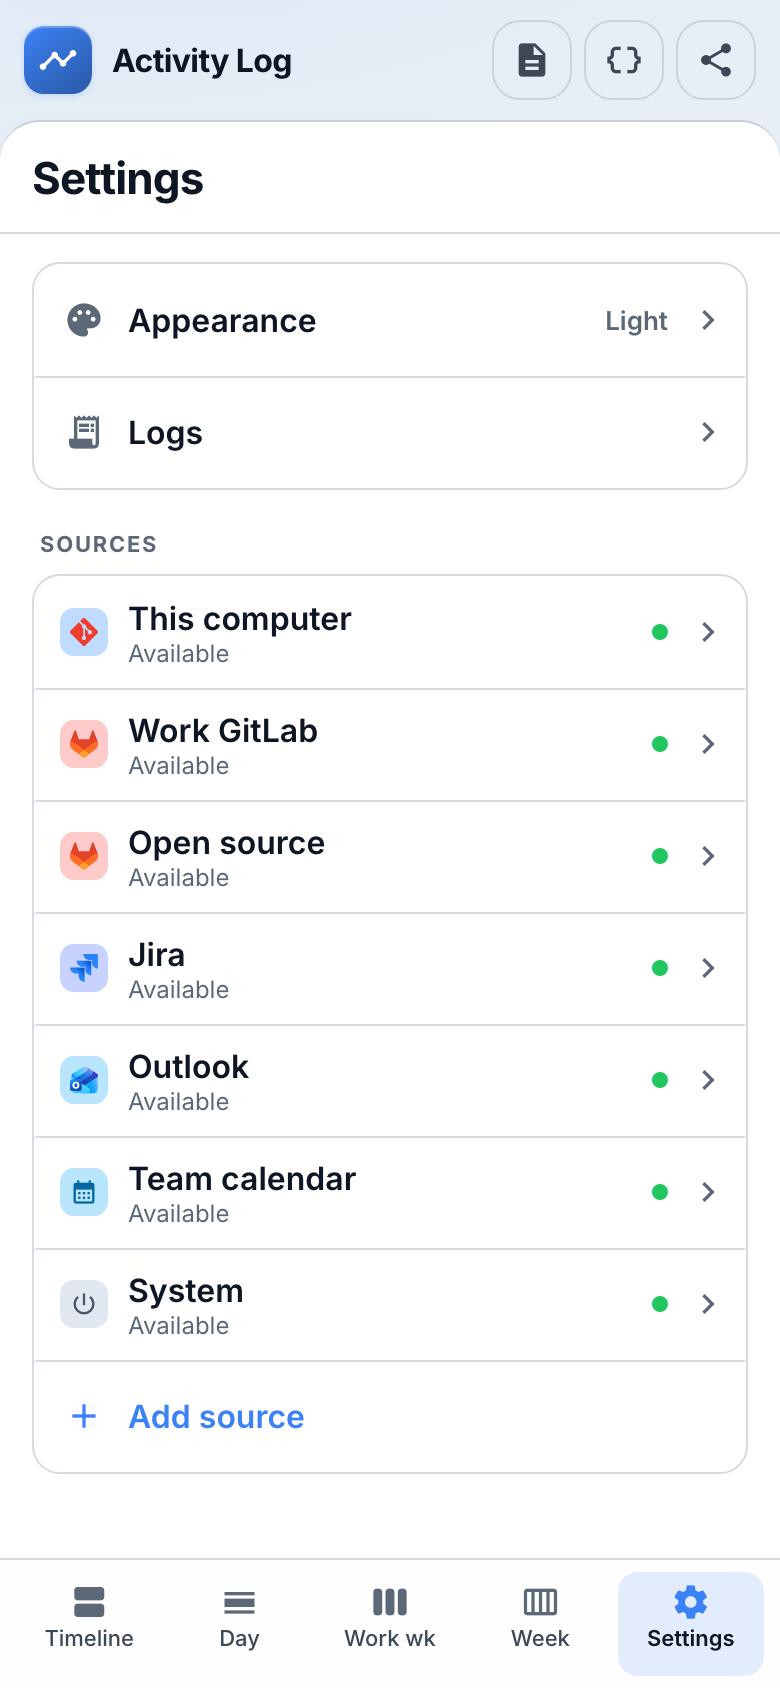 Activity Log
Settings
Appearance
Light
Logs
SOURCES
This computer
Available
Work GitLab
Available
Open source
Available
Jira
Available
Outlook
Available
Team calendar
Available
System
Available
Add source
Timeline
Day
Work wk
Week
Settings